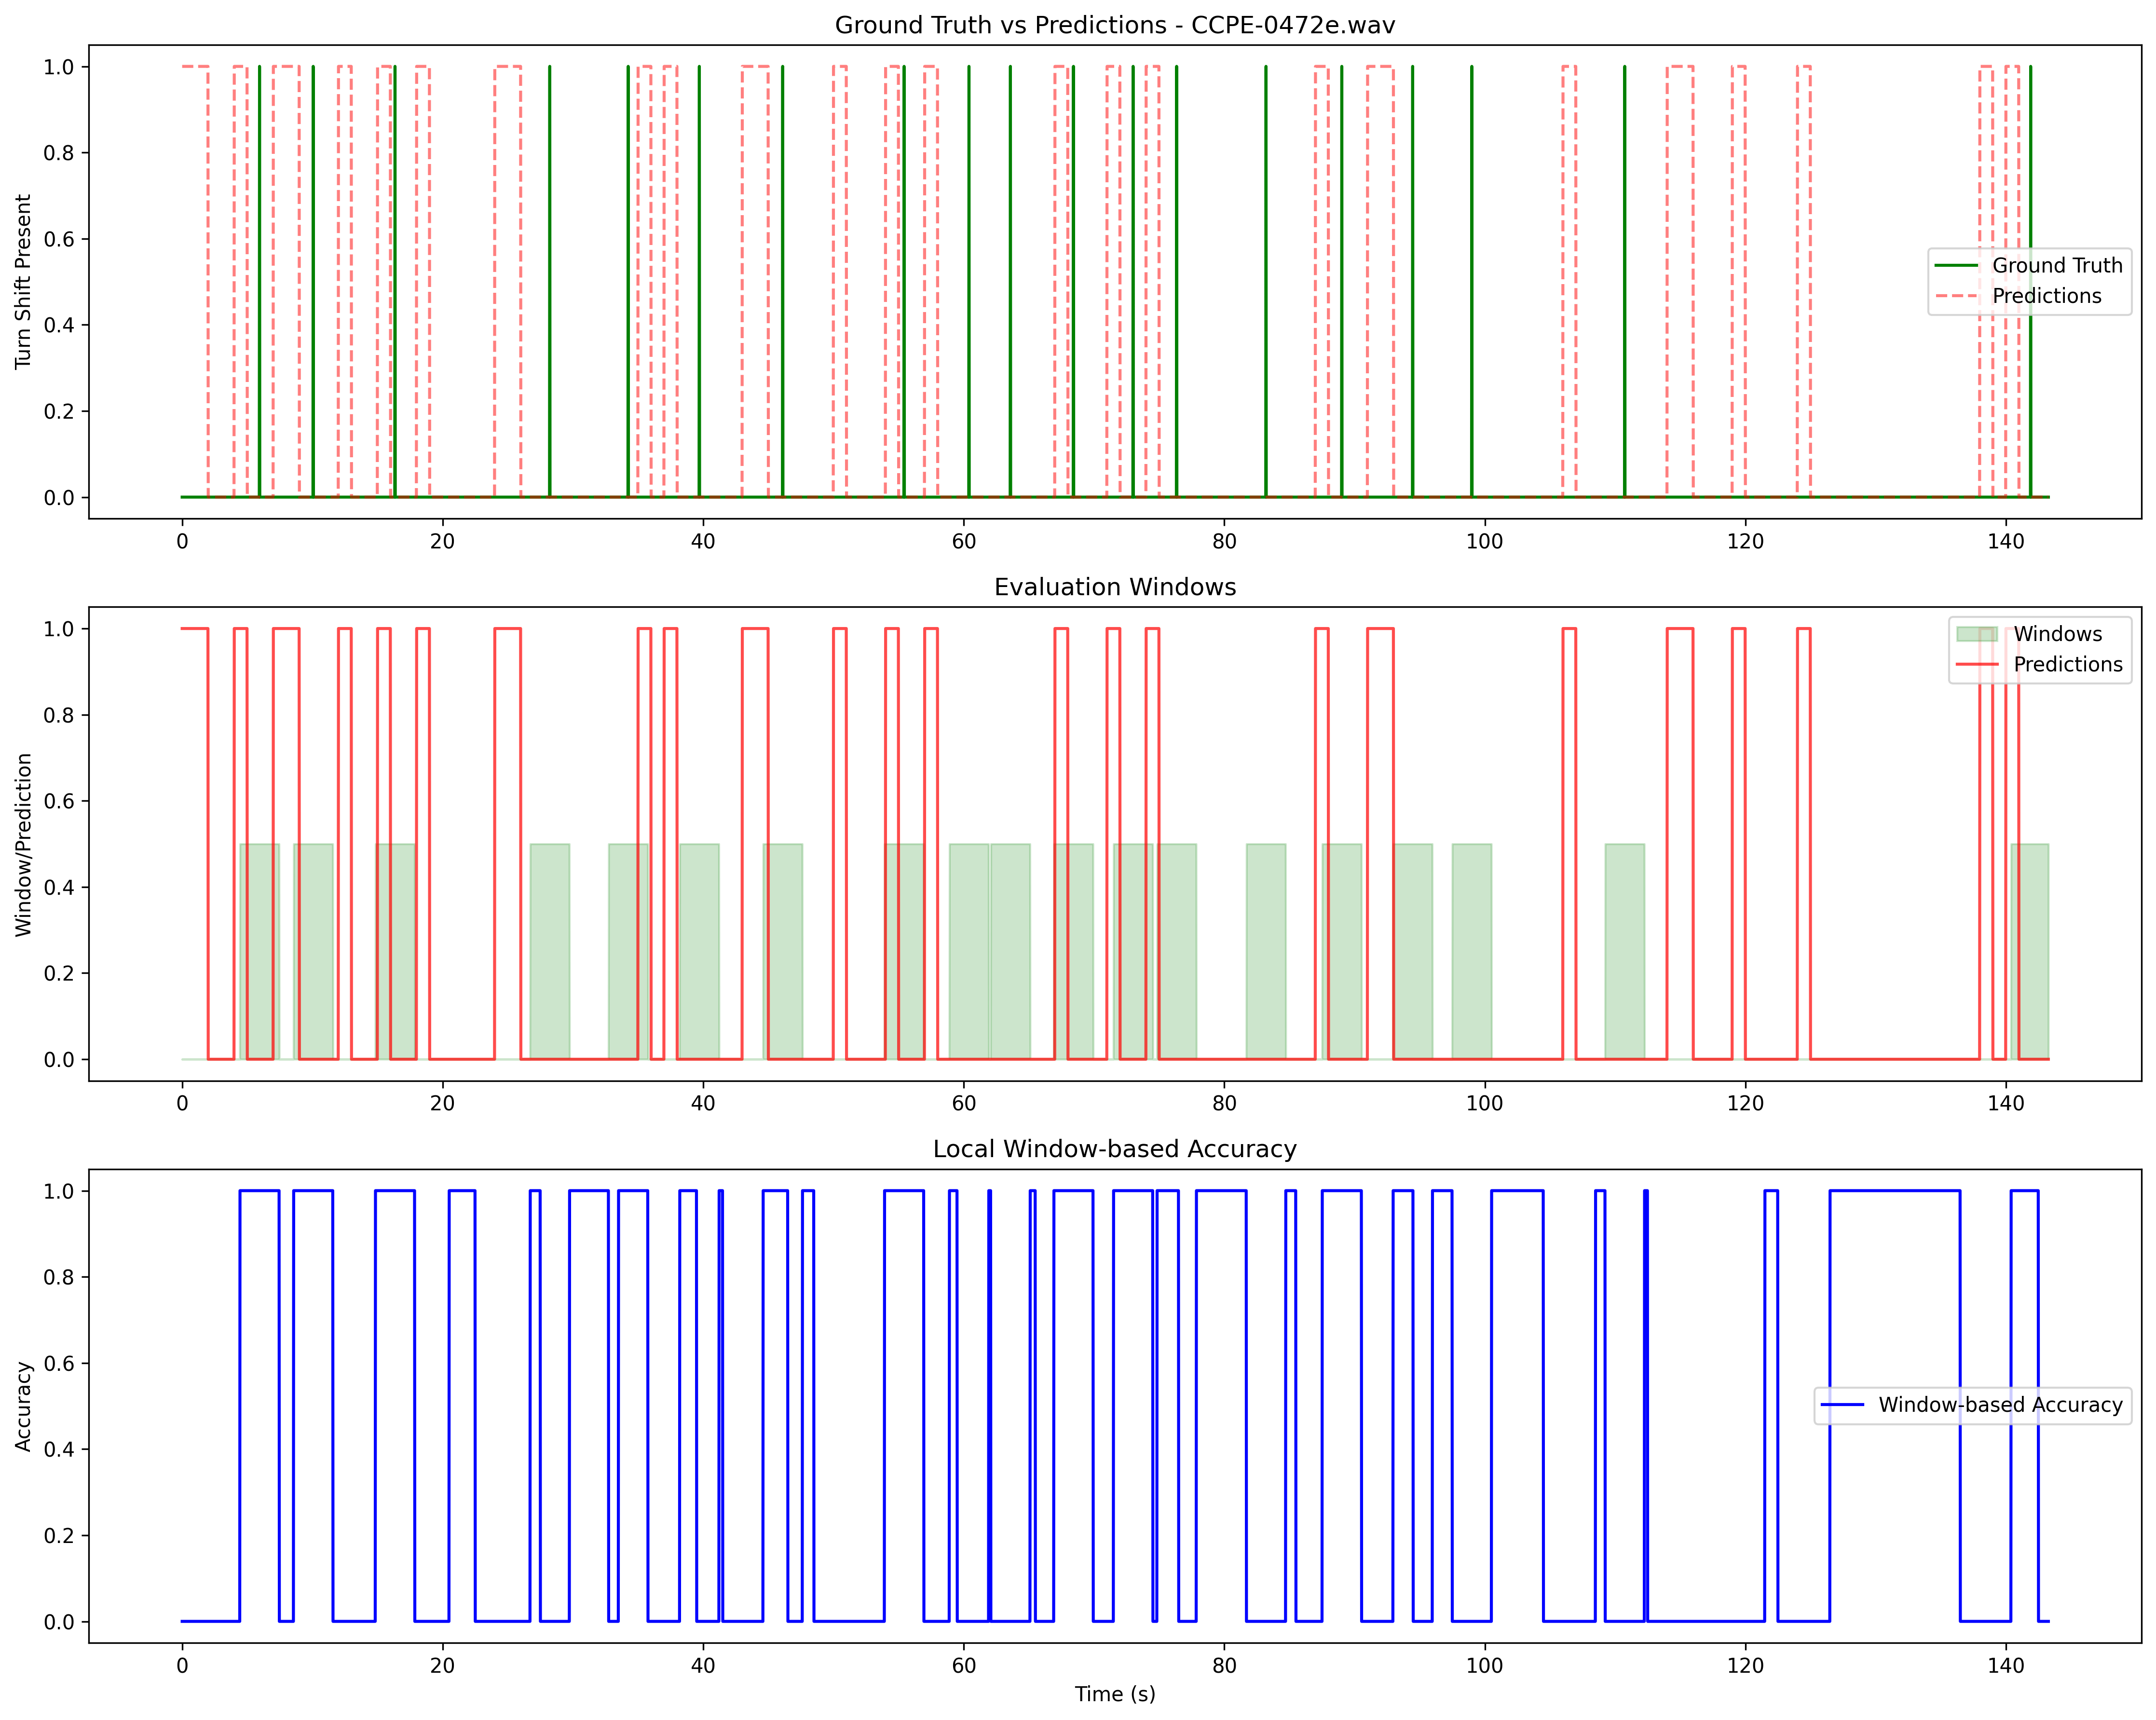 Ground Truth vs Predictions - CCPE-0472e.wav
Turn Shift Present
1.0
0.8
0.6
0.4
0.2
0.0
Ground Truth
Predictions
0 20 40 60 80 100 120 140
Evaluation Windows
Window/Prediction
1.0
0.8
0.6
0.4
0.2
0.0
Windows
Predictions
0 20 40 60 80 100 120 140
Local Window-based Accuracy
Accuracy
1.0
0.8
0.6
0.4
0.2
0.0
Window-based Accuracy
0 20 40 60 80 100 120 140
Time (s)